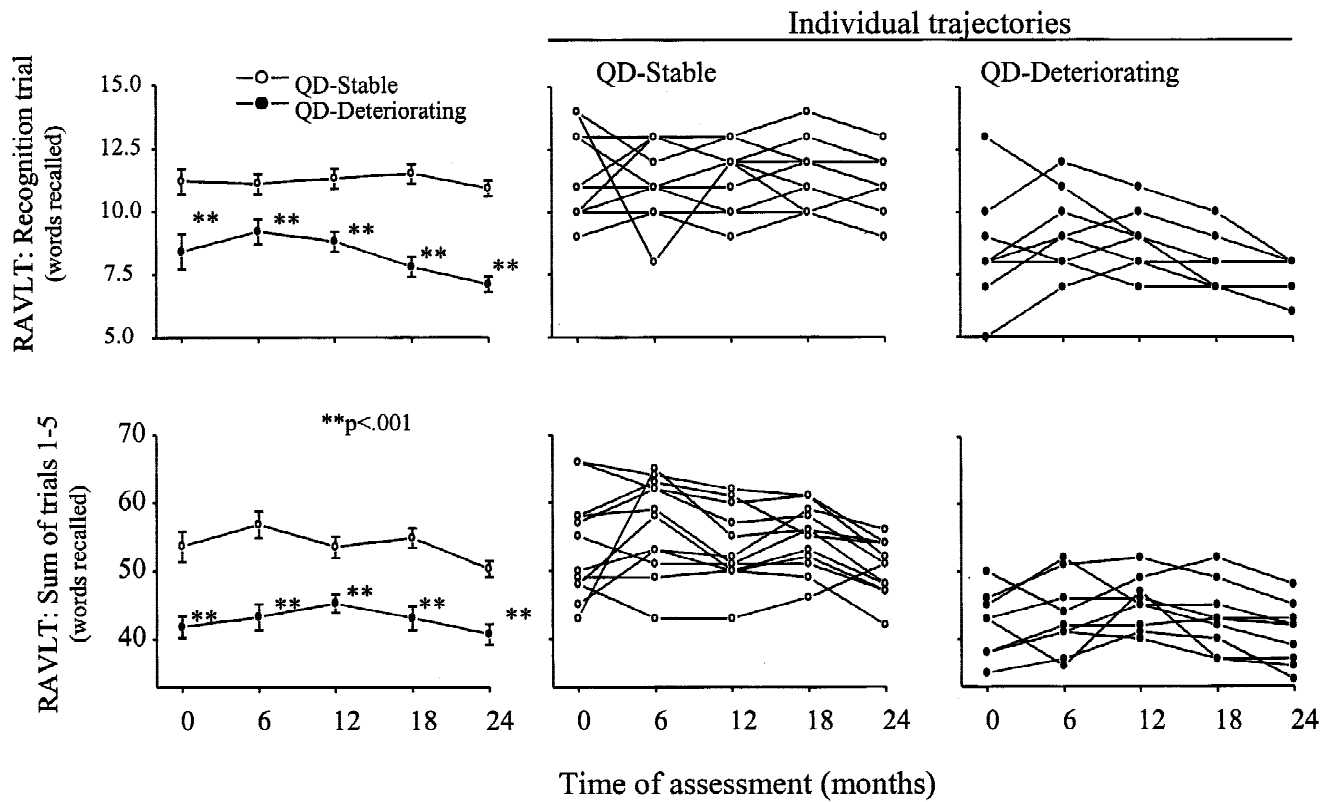 Individual trajectories
QD-Stable
QD-Deteriorating
QD-Stable
QD-Deteriorating
RAVLT: Recognition trial
(words recalled)
15.0
12.5
10.0
7.5
5.0
** ** ** ** **
**p<.001
RAVLT: Sum of trials 1-5
(words recalled)
70
60
50
40
** ** ** ** **
0 6 12 18 24
0 6 12 18 24
0 6 12 18 24
Time of assessment (months)